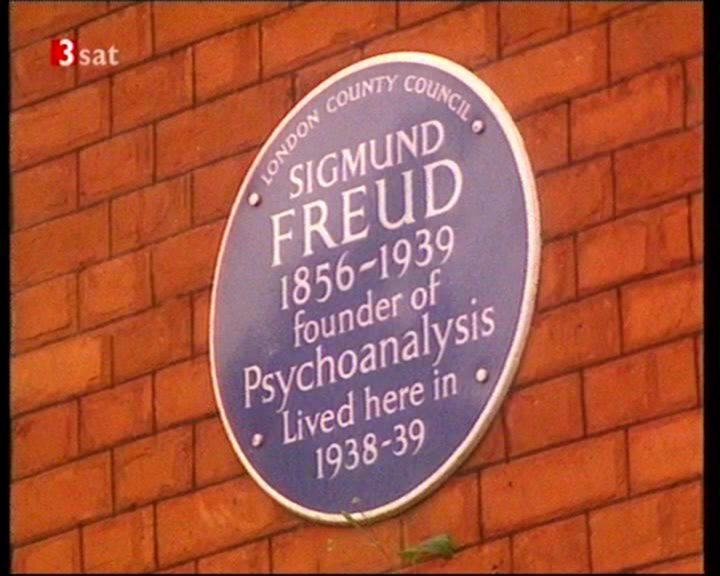 3sat
LONDON COUNTY COUNCIL
SIGMUND
FREUD
1856-1939
founder of
Psychoanalysis
Lived here in
1938-39